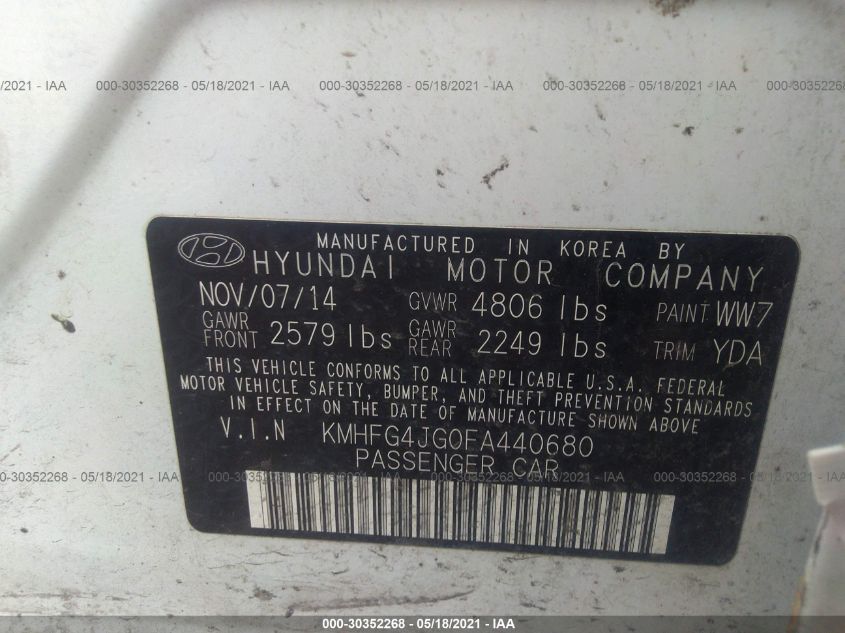 2021 - IAA 000-30352268 - 05/18/2021 - IAA 000-30352268 - 05/18/2021 - IAA 000-30352268 - 05/18/2021 - IAA
MANUFACTURED IN KOREA BY
HYUNDAI MOTOR COMPANY
NOV/07/14 GVWR 4806 lbs PAINT WW7
GAWR FRONT 2579 lbs GAWR REAR 2249 lbs TRIM YDA
THIS VEHICLE CONFORMS TO ALL APPLICABLE U.S.A. FEDERAL
MOTOR VEHICLE SAFETY, BUMPER, AND THEFT PREVENTION STANDARDS
IN EFFECT ON THE DATE OF MANUFACTURE SHOWN ABOVE
V.I.N KMHFG4JG0FA440680
PASSENGER CAR
2021 - IAA 000-30352268 - 05/18/2021 - IAA 000-30352268 - 05/18/2021 - IAA 000-30352268 - 05/18/2021 - IAA
000-30352268 - 05/18/2021 - IAA